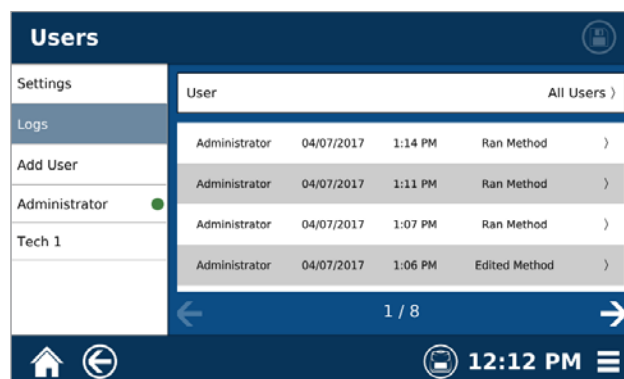 Users
Settings
Logs
Add User
Administrator
Tech 1
User All Users 〉
Administrator 04/07/2017 1:14 PM Ran Method 〉
Administrator 04/07/2017 1:11 PM Ran Method 〉
Administrator 04/07/2017 1:07 PM Ran Method 〉
Administrator 04/07/2017 1:06 PM Edited Method 〉
1 / 8
12:12 PM